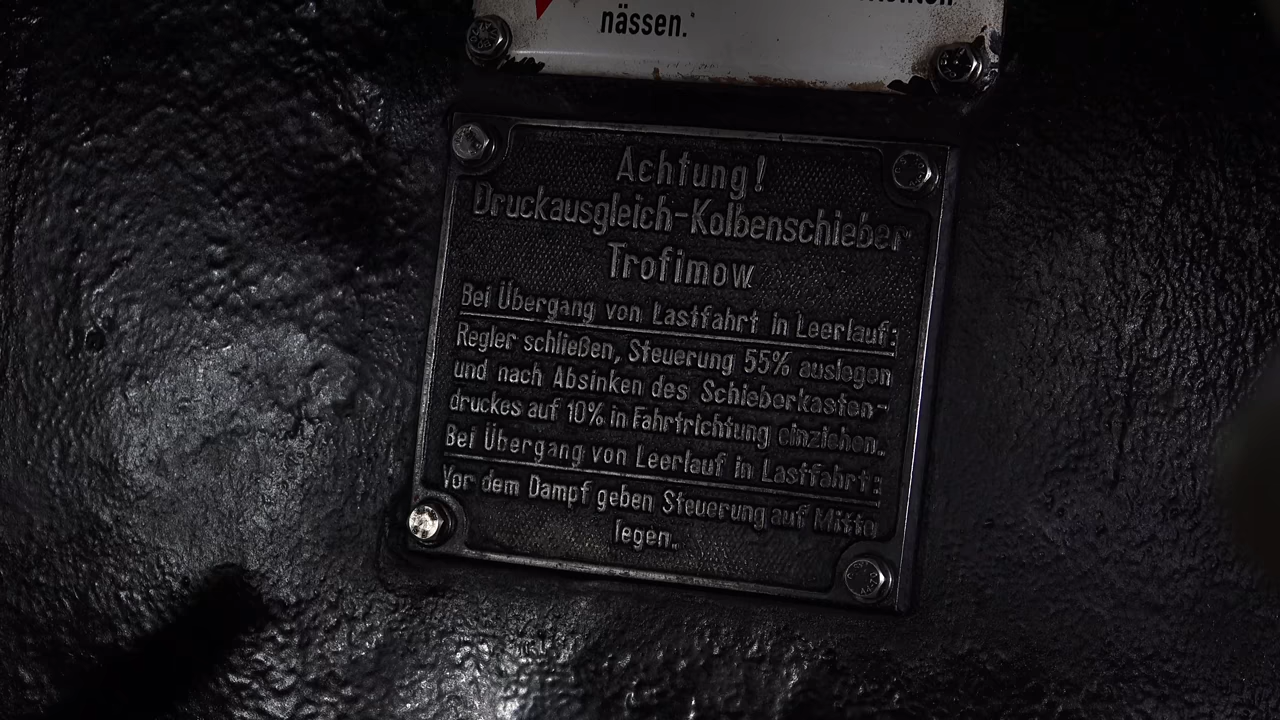 nässen.
Achtung!
Druckausgleich-Kolbenschieber
Trofimow
Bei Übergang von Lastfahrt in Leerlauf:
Regler schließen, Steuerung 55% auslegen
und nach Absinken des Schieberkasten-
druckes auf 10% in Fahrtrichtung einziehen.
Bei Übergang von Leerlauf in Lastfahrt:
Vor dem Dampf geben Steuerung auf Mitte
legen.